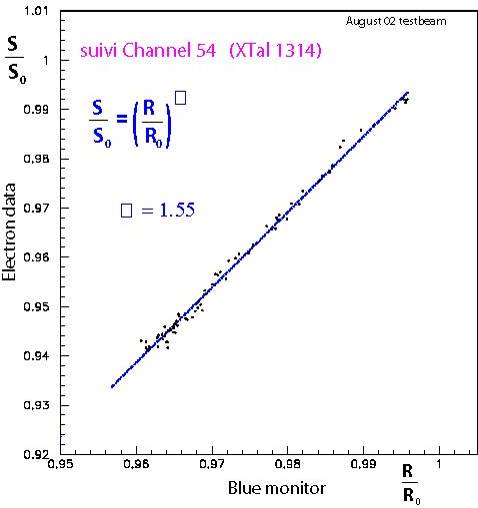 1.01
August 02 testbeam
S
S0
1
suivi Channel 54 (XTal 1314)
0.99
S/S0 = (R/R0)□
0.98
□ = 1.55
0.97
Electron data
0.96
0.95
0.94
0.93
0.92
0.95 0.96 0.97 0.98 0.99 1
Blue monitor
R
R0